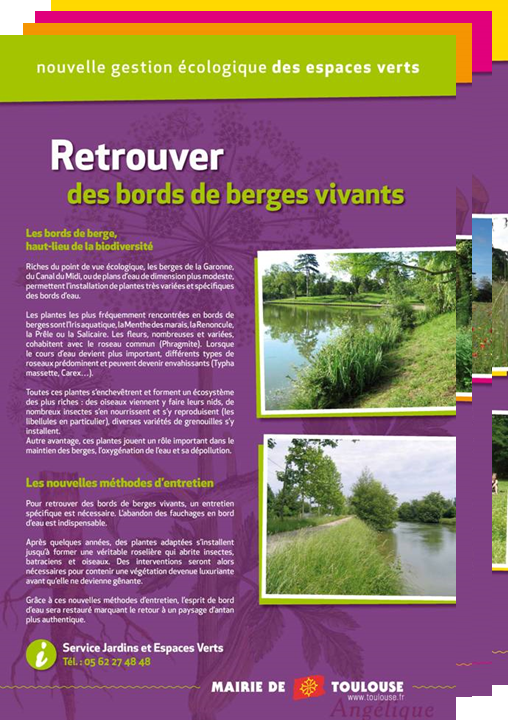 nouvelle gestion écologique des espaces verts
Retrouver
des bords de berges vivants
Les bords de berge,
haut-lieu de la biodiversité
Riches du point de vue écologique, les berges de la Garonne,
du Canal du Midi, ou de plans d'eau de dimension plus modeste,
permettent l'installation de plantes très variées et spécifiques
des bords d'eau.
Les plantes les plus fréquemment rencontrées en bords de
berges sont l'Iris aquatique, la Menthe des marais, la Renoncule,
la Prêle ou la Salicaire. Les fleurs, nombreuses et variées,
cohabitent avec le roseau commun (Phragmite). Lorsque
le cours d'eau devient plus important, différents types de
roseaux prédominent et peuvent devenir envahissants (Typha
massette, Carex...).
Toutes ces plantes s'enchevêtrent et forment un écosystème
des plus riches : des oiseaux viennent y faire leurs nids, de
nombreux insectes s'en nourrissent et s'y reproduisent (les
libellules en particulier), diverses variétés de grenouilles s'y
installent.
Autre avantage, ces plantes jouent un rôle important dans le
maintien des berges, l'oxygénation de l'eau et sa dépollution.
Les nouvelles méthodes d'entretien
Pour retrouver des bords de berges vivants, un entretien
spécifique est nécessaire. L'abandon des fauchages en bord
d'eau est indispensable.
Après quelques années, des plantes adaptées s'installent
jusqu'à former une véritable roselière qui abrite insectes,
batraciens et oiseaux. Des interventions seront alors
nécessaires pour contenir une végétation devenue luxuriante
avant qu'elle ne devienne gênante.
Grâce à ces nouvelles méthodes d'entretien, l'esprit de bord
d'eau sera restauré marquant le retour à un paysage d'antan
plus authentique.
i
Service Jardins et Espaces Verts
Tél. : 05 62 27 48 48
MAIRIE DE TOULOUSE
www.toulouse.fr
Angélique